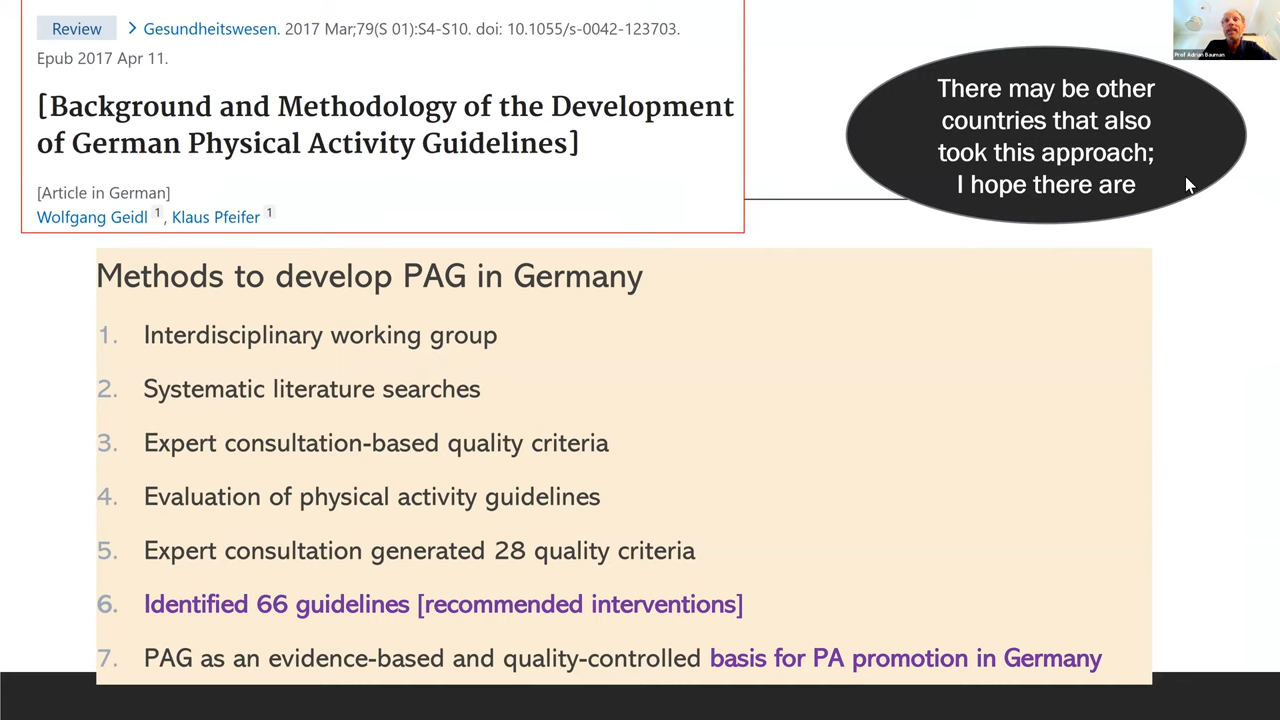 Review > Gesundheitswesen. 2017 Mar;79(S 01):S4-S10. doi: 10.1055/s-0042-123703.
Epub 2017 Apr 11.
[Background and Methodology of the Development
of German Physical Activity Guidelines]
[Article in German]
Wolfgang Geidl 1, Klaus Pfeifer 1
Prof Adrian Bauman
There may be other
countries that also
took this approach;
I hope there are
Methods to develop PAG in Germany
1. Interdisciplinary working group
2. Systematic literature searches
3. Expert consultation-based quality criteria
4. Evaluation of physical activity guidelines
5. Expert consultation generated 28 quality criteria
6. Identified 66 guidelines [recommended interventions]
7. PAG as an evidence-based and quality-controlled basis for PA promotion in Germany